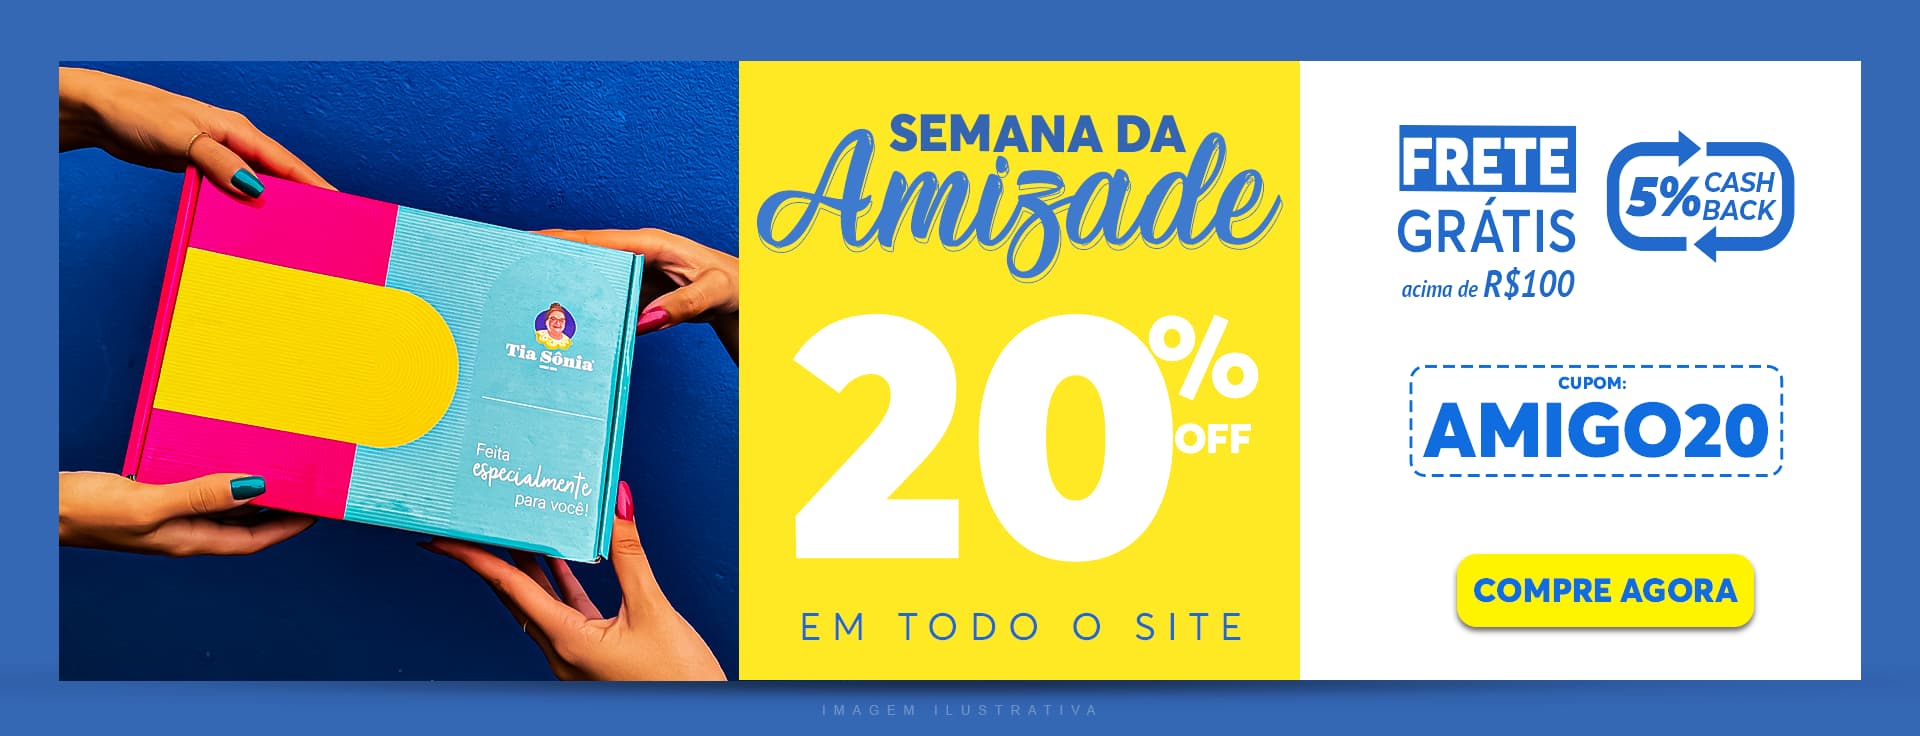 Tia Sônia
Feita
especialmente
para você!
SEMANA DA
Amizade
20%
OFF
EM TODO O SITE
FRETE
GRÁTIS
acima de R$100
5% CASH
BACK
CUPOM:
AMIGO20
COMPRE AGORA
IMAGEM ILUSTRATIVA